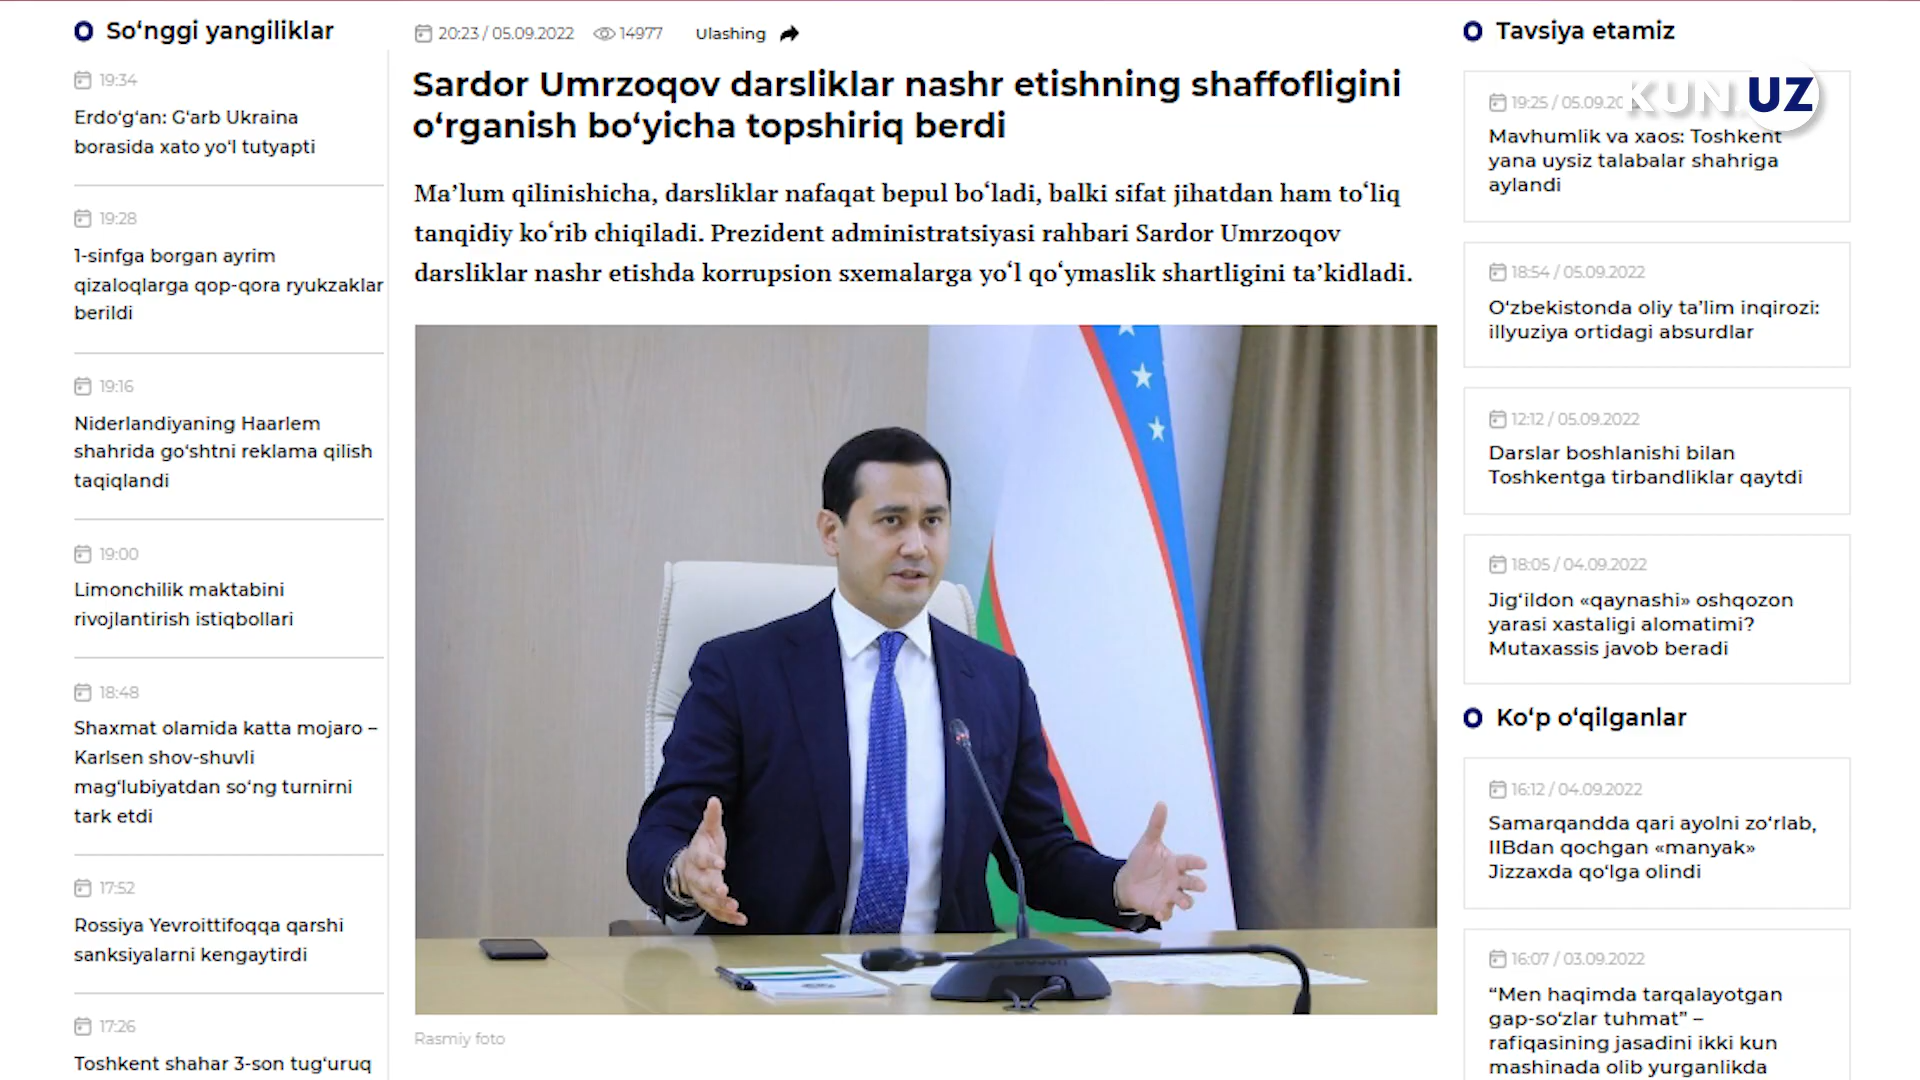 So‘nggi yangiliklar
19:34
Erdo‘g‘an: G‘arb Ukraina
borasida xato yo‘l tutyapti
19:28
1-sinfga borgan ayrim
qizaloqlarga qop-qora ryukzaklar
berildi
19:16
Niderlandiyaning Haarlem
shahrida go‘shtni reklama qilish
taqiqlandi
19:00
Limonchilik maktabini
rivojlantirish istiqbollari
18:48
Shaxmat olamida katta mojaro –
Karlsen shov-shuvli
mag‘lubiyatdan so‘ng turnirni
tark etdi
17:52
Rossiya Yevroittifoqqa qarshi
sanksiyalarni kengaytirdi
17:26
Toshkent shahar 3-son tug‘uruq
20:23 / 05.09.2022 14977 Ulashing
Sardor Umrzoqov darsliklar nashr etishning shaffofligini
o‘rganish bo‘yicha topshiriq berdi
Ma’lum qilinishicha, darsliklar nafaqat bepul bo‘ladi, balki sifat jihatdan ham to‘liq
tanqidiy ko‘rib chiqiladi. Prezident administratsiyasi rahbari Sardor Umrzoqov
darsliklar nashr etishda korrupsion sxemalarga yo‘l qo‘ymaslik shartligini ta’kidladi.
BOSCH
Rasmiy foto
Tavsiya etamiz
KUN.UZ
19:25 / 05.09.20
Mavhumlik va xaos: Toshkent
yana uysiz talabalar shahriga
aylandi
18:54 / 05.09.2022
O‘zbekistonda oliy ta’lim inqirozi:
illyuziya ortidagi absurdlar
12:12 / 05.09.2022
Darslar boshlanishi bilan
Toshkentga tirbandliklar qaytdi
18:05 / 04.09.2022
Jig‘ildon «qaynashi» oshqozon
yarasi xastaligi alomatimi?
Mutaxassis javob beradi
Ko‘p o‘qilganlar
16:12 / 04.09.2022
Samarqandda qari ayolni zo‘rlab,
IIBdan qochgan «manyak»
Jizzaxda qo‘lga olindi
16:07 / 03.09.2022
“Men haqimda tarqalayotgan
gap-so‘zlar tuhmat” –
rafiqasining jasadini ikki kun
mashinada olib yurganlikda